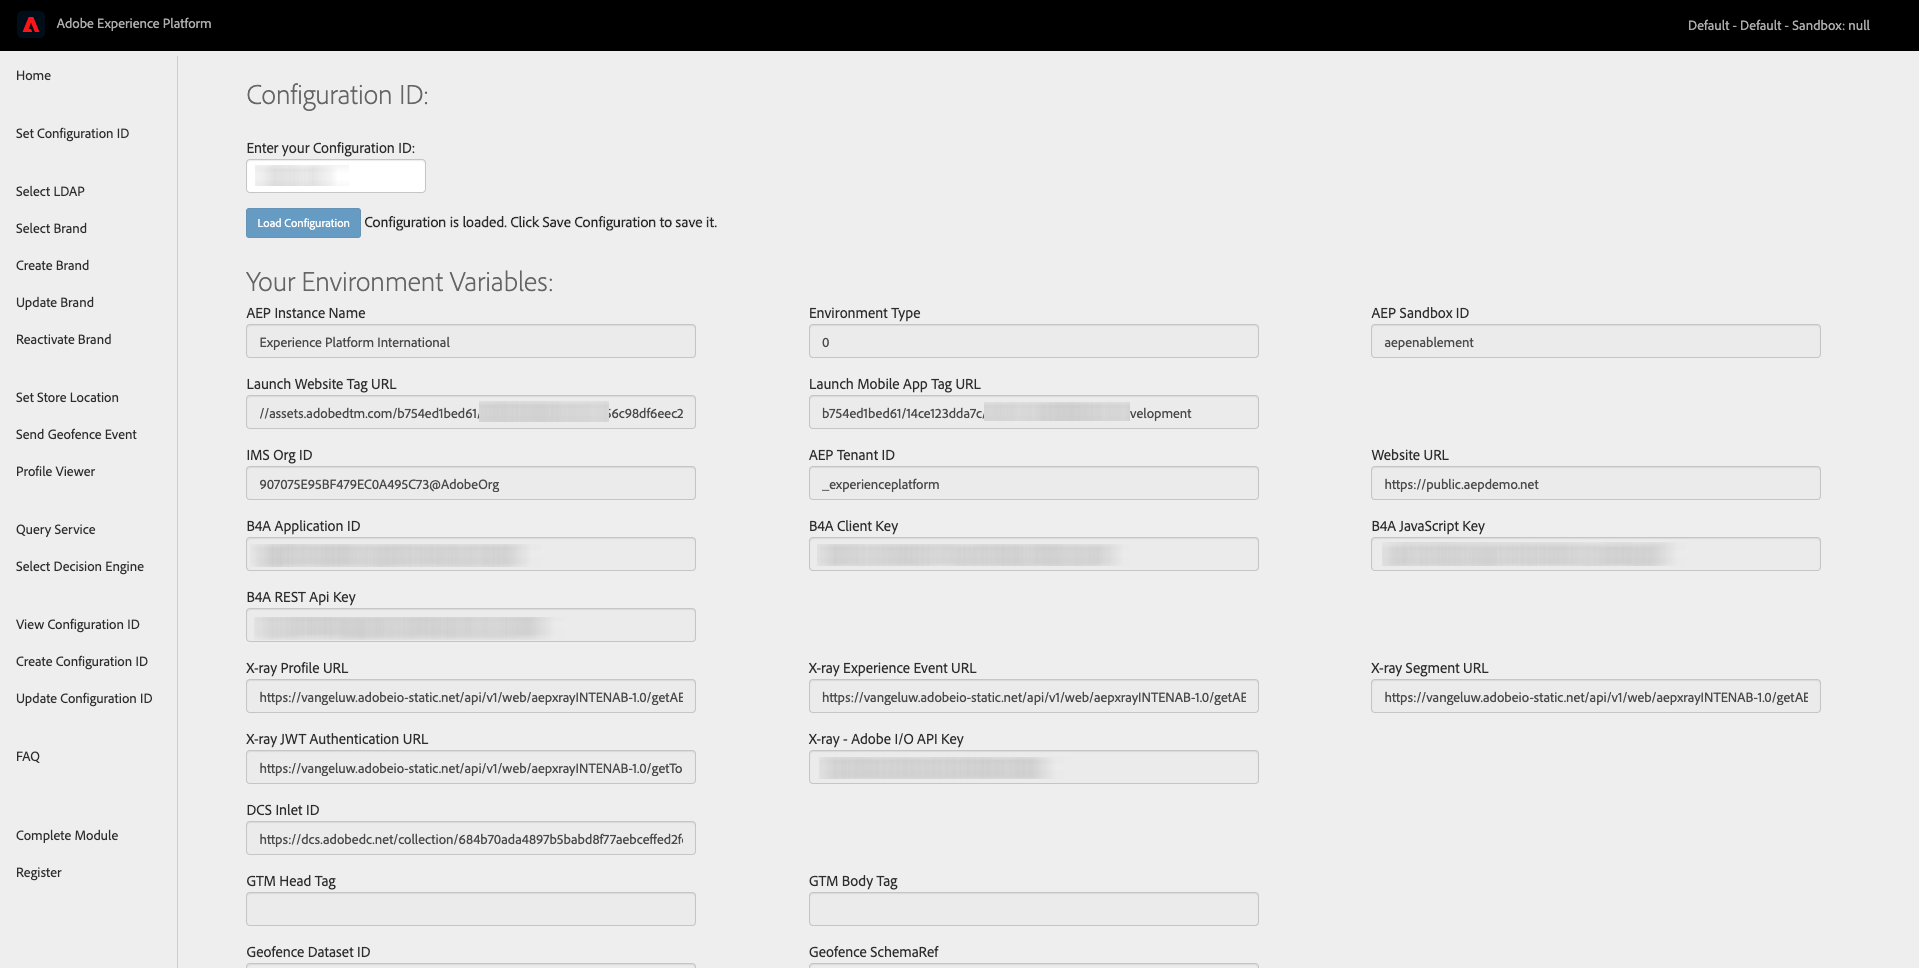 Adobe Experience Platform
Default - Default - Sandbox: null
Home
Set Configuration ID
Select LDAP
Select Brand
Create Brand
Update Brand
Reactivate Brand
Set Store Location
Send Geofence Event
Profile Viewer
Query Service
Select Decision Engine
View Configuration ID
Create Configuration ID
Update Configuration ID
FAQ
Complete Module
Register
Configuration ID:
Enter your Configuration ID:
Load Configuration Configuration is loaded. Click Save Configuration to save it.
Your Environment Variables:
AEP Instance Name
Experience Platform International
Environment Type
0
AEP Sandbox ID
aepenablement
Launch Website Tag URL
//assets.adobedtm.com/b754ed1bed61/ 56c98df6eec2
Launch Mobile App Tag URL
b754ed1bed61/14ce123dda7c/ velopment
IMS Org ID
907075E95BF479EC0A495C73@AdobeOrg
AEP Tenant ID
_experienceplatform
Website URL
https://public.aepdemo.net
B4A Application ID
B4A Client Key
B4A JavaScript Key
B4A REST Api Key
X-ray Profile URL
https://vangeluw.adobeio-static.net/api/v1/web/aepxrayINTENAB-1.0/getAE
X-ray Experience Event URL
https://vangeluw.adobeio-static.net/api/v1/web/aepxrayINTENAB-1.0/getAE
X-ray Segment URL
https://vangeluw.adobeio-static.net/api/v1/web/aepxrayINTENAB-1.0/getAE
X-ray JWT Authentication URL
https://vangeluw.adobeio-static.net/api/v1/web/aepxrayINTENAB-1.0/getTo
X-ray - Adobe I/O API Key
DCS Inlet ID
https://dcs.adobedc.net/collection/684b70ada4897b5babd8f77aebceffed2f
GTM Head Tag
GTM Body Tag
Geofence Dataset ID
Geofence SchemaRef